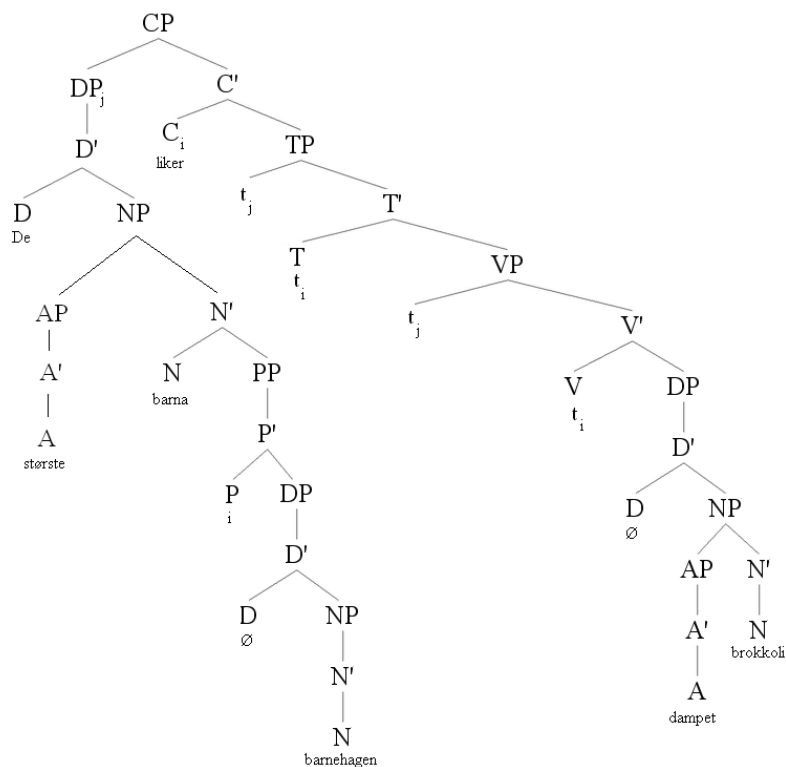 CP
DPj C'
D' Ci TP
liker
D NP tj T'
De
T VP
ti
AP N' tj V'
A' N PP V DP
barna ti
A P' D'
største
P DP D NP
i ∅
D' AP N'
D NP A' N
∅ brokkoli
N' A
dampet
N
barnehagen